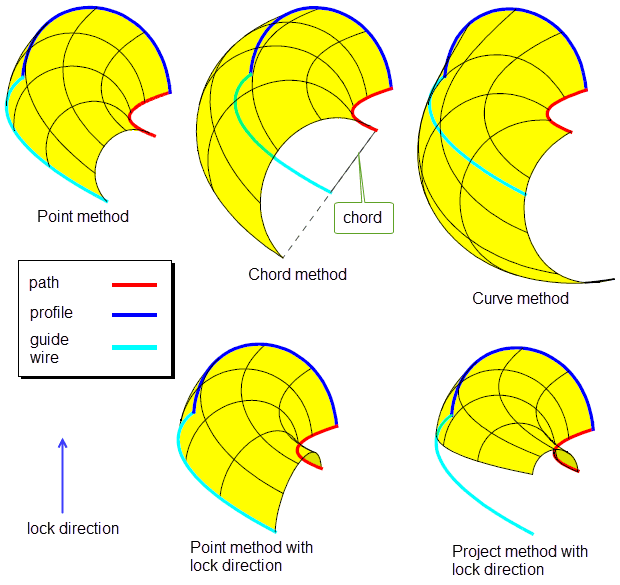 Point method
chord
Chord method
Curve method
path
profile
guide
wire
lock direction
Point method with
lock direction
Project method with
lock direction